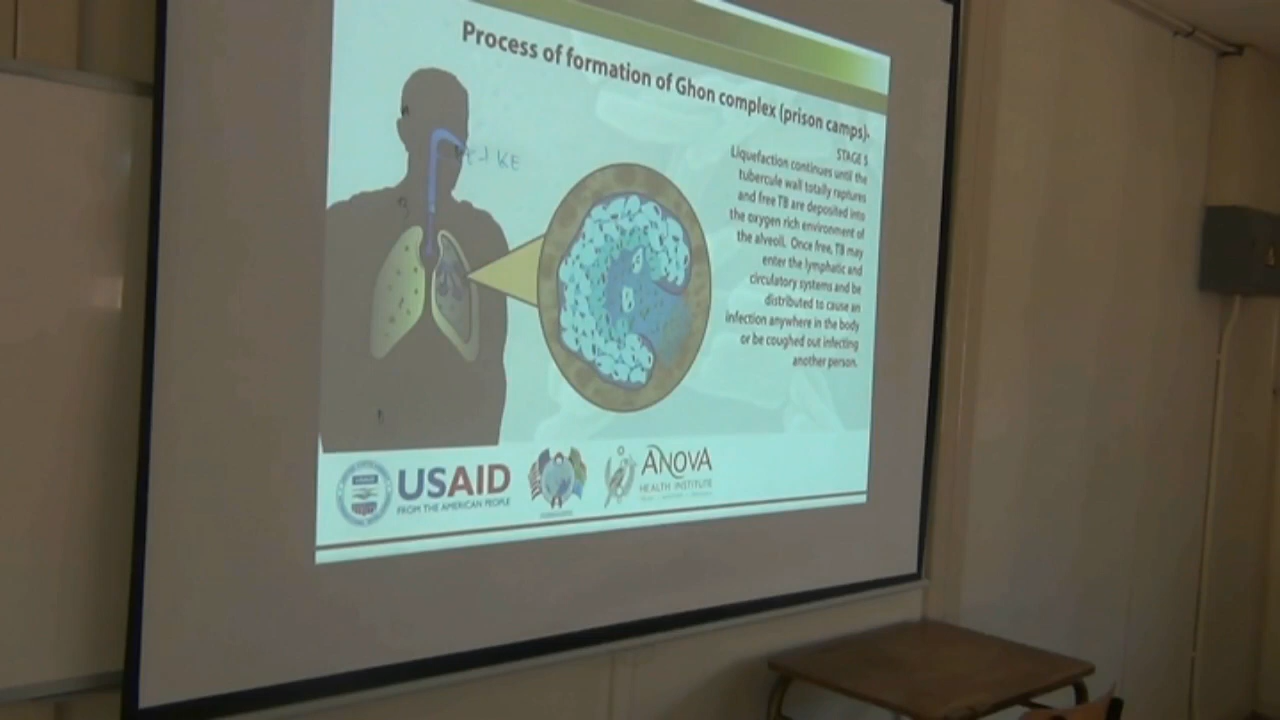 Process of formation of Ghon complex (prison camps).
STAGE 5
Liquefaction continues until the
tubercule wall totally raptures
and free TB are deposited into
the oxygen rich environment of
the alveoli. Once free, TB may
enter the lymphatic and
circulatory systems and be
distributed to cause an
infection anywhere in the body
or be coughed out infecting
another person.
USAID
FROM THE AMERICAN PEOPLE
ANOVA
HEALTH INSTITUTE